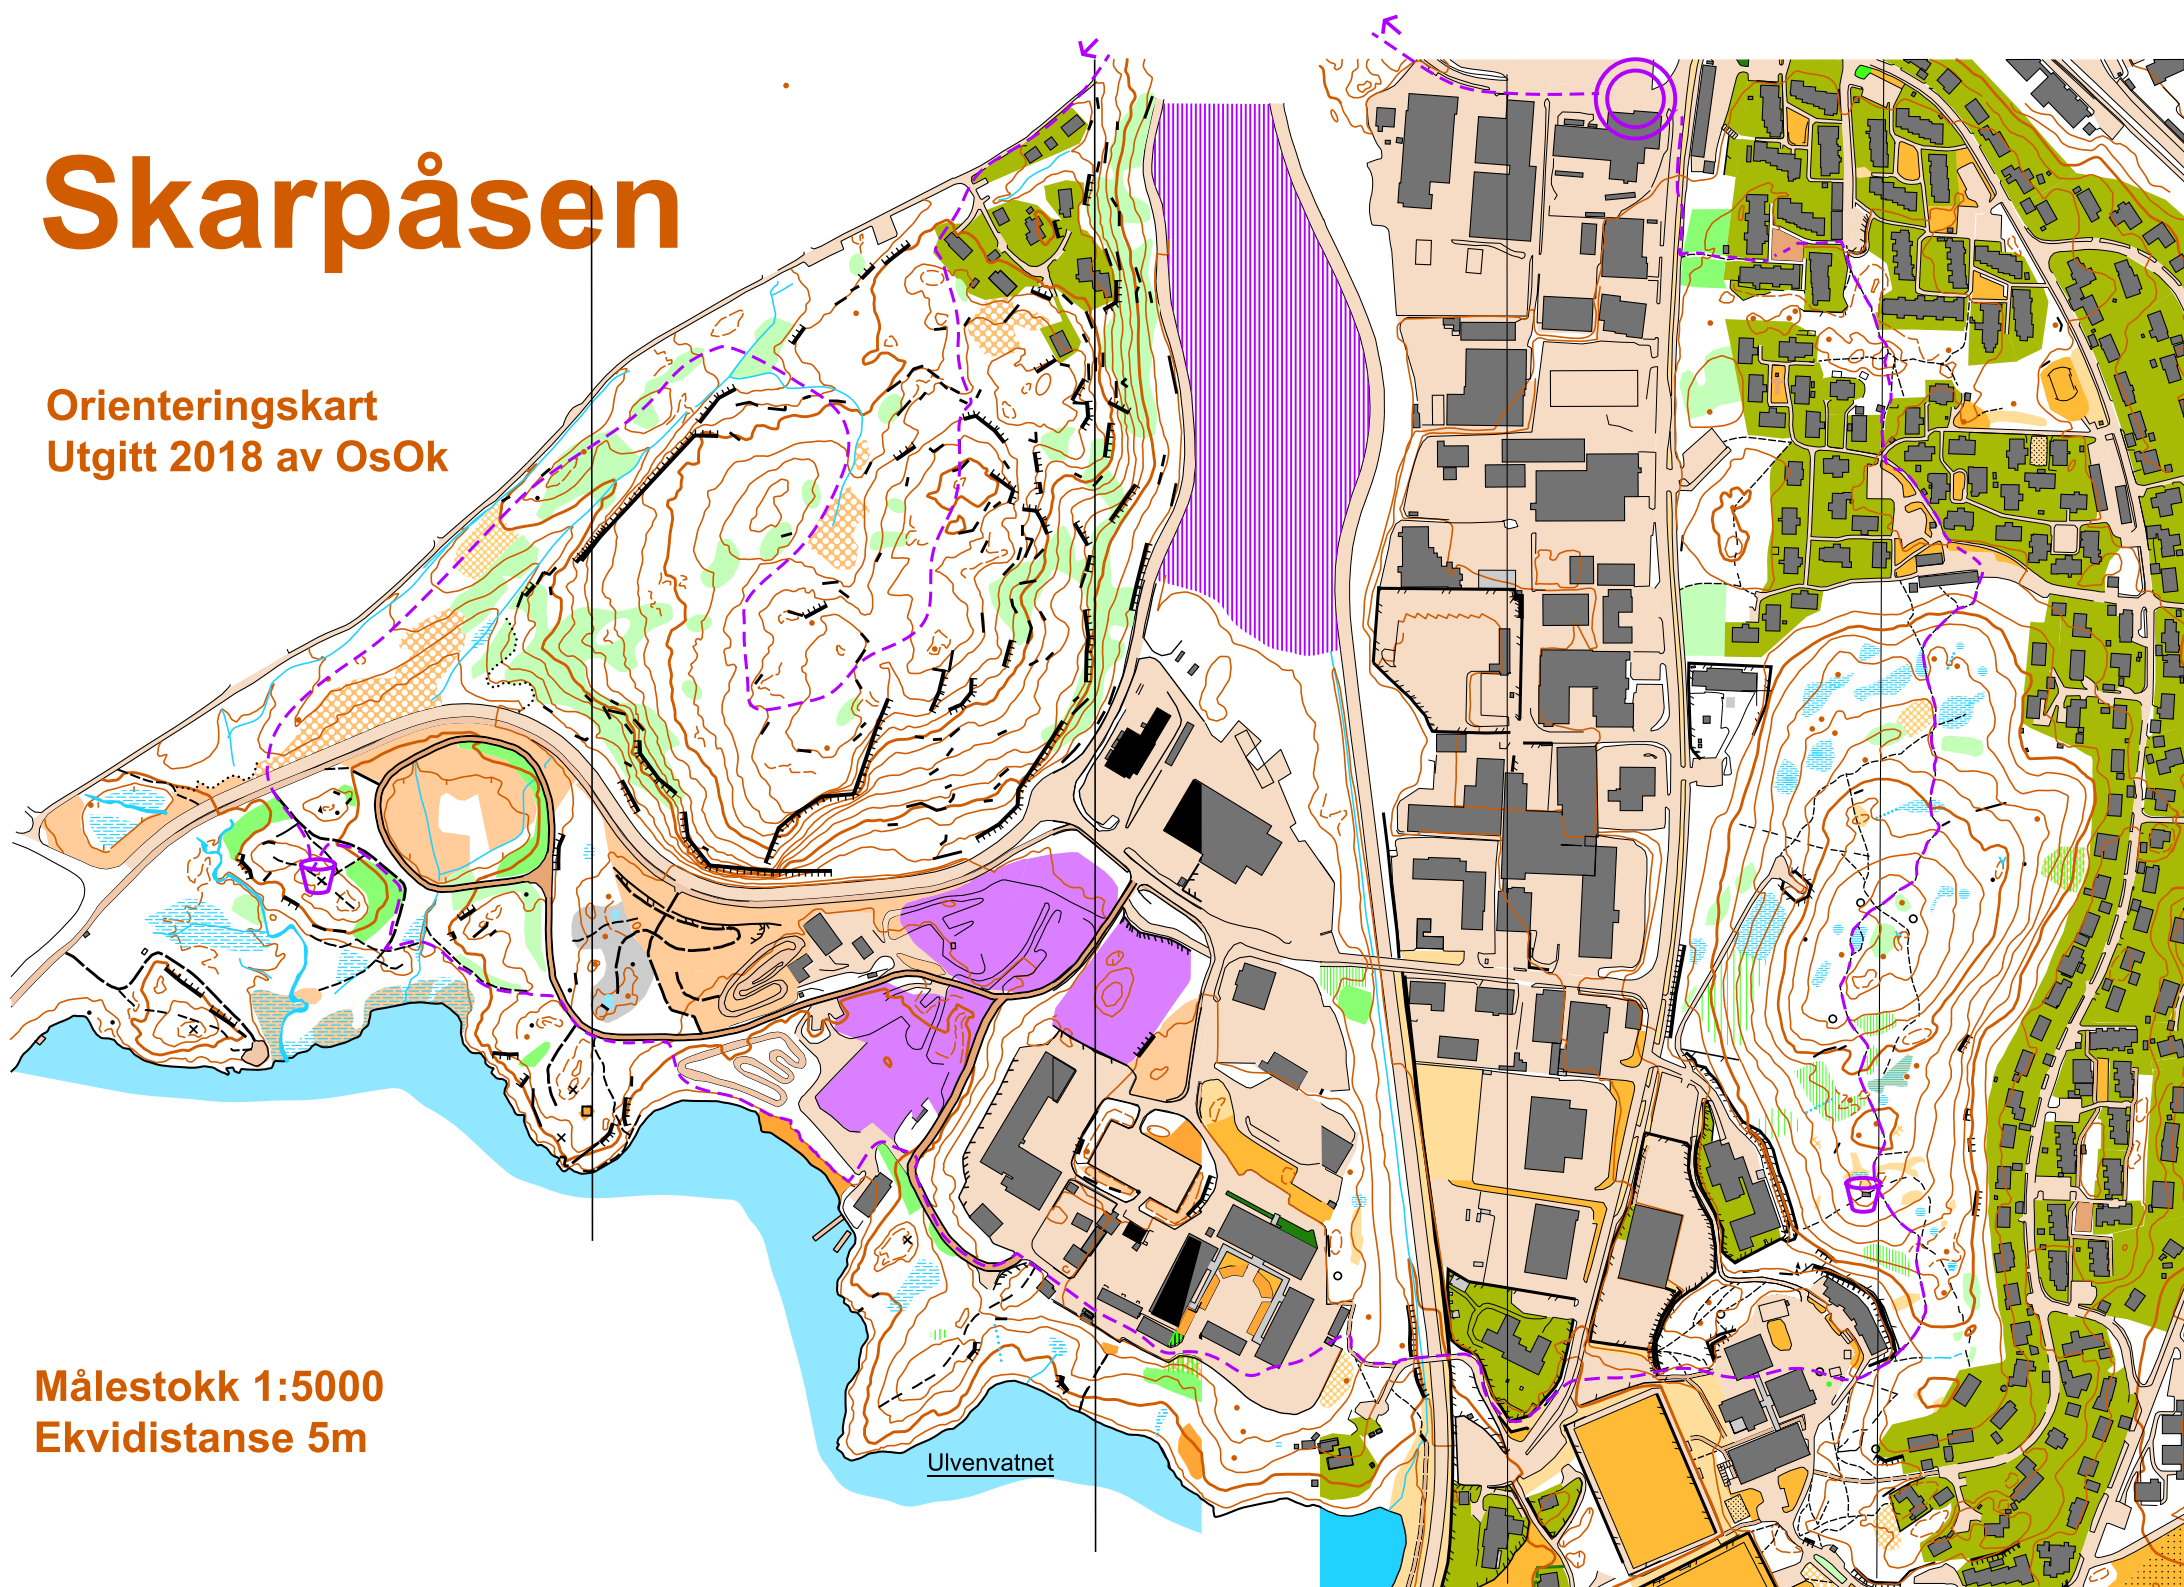 Skarpåsen
Orienteringskart
Utgitt 2018 av OsOk
Målestokk 1:5000
Ekvidistanse 5m
Ulvenvatnet